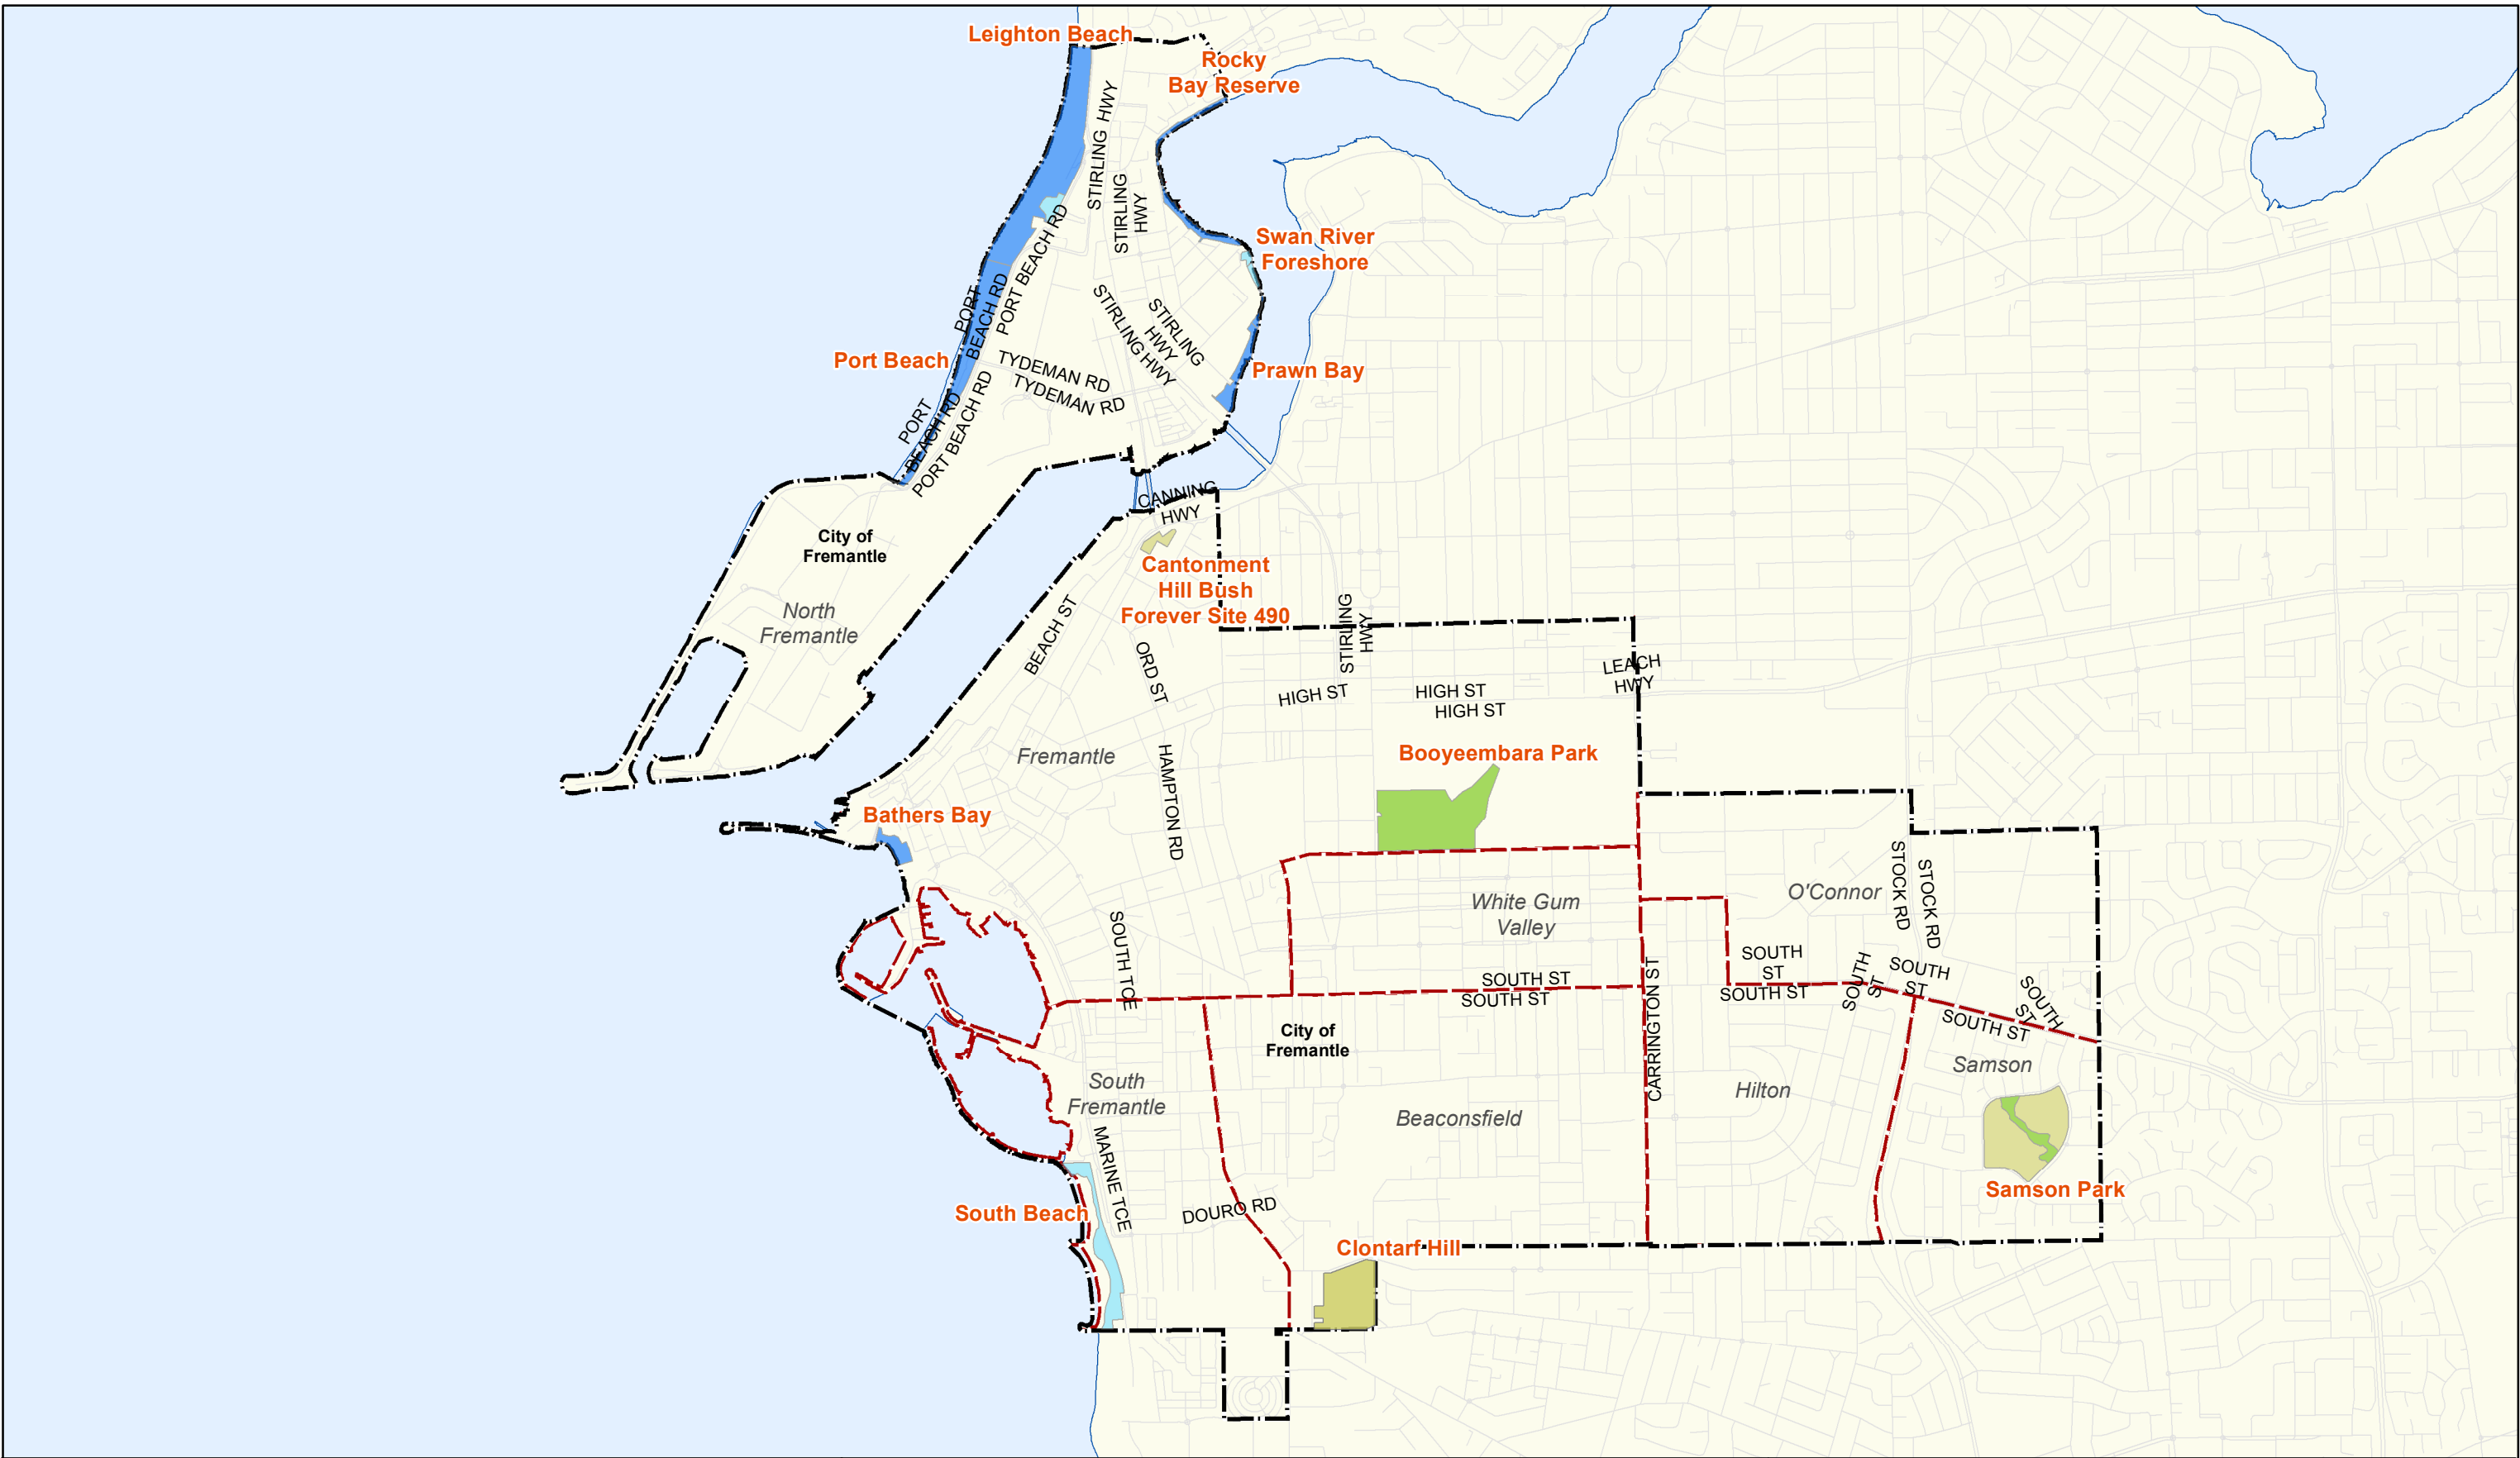 Leighton Beach
Rocky
Bay Reserve
STIRLING HWY
STIRLING
HWY
PORT BEACH RD
Swan River
Foreshore
PORT
BEACH RD
PORT BEACH RD
STIRLING HWY
STIRLING
HWY
Port Beach
TYDEMAN RD
TYDEMAN RD
Prawn Bay
PORT
BEACH RD
PORT BEACH RD
CANNING
HWY
City of
Fremantle
Cantonment
Hill Bush
Forever Site 490
North
Fremantle
BEACH ST
ORD ST
STIRLING
HWY
LEACH
HWY
HIGH ST
HIGH ST
HIGH ST
Fremantle
HAMPTON RD
Booyeembara Park
Bathers Bay
White Gum
Valley
O'Connor
STOCK RD
STOCK RD
SOUTH TCE
SOUTH ST
SOUTH ST
CARRINGTON ST
SOUTH
ST
SOUTH ST
SOUTH
ST
SOUTH
ST
SOUTH
ST
SOUTH ST
City of
Fremantle
Samson
South
Fremantle
Beaconsfield
Hilton
MARINE TCE
Samson Park
South Beach
DOURO RD
Clontarf Hill